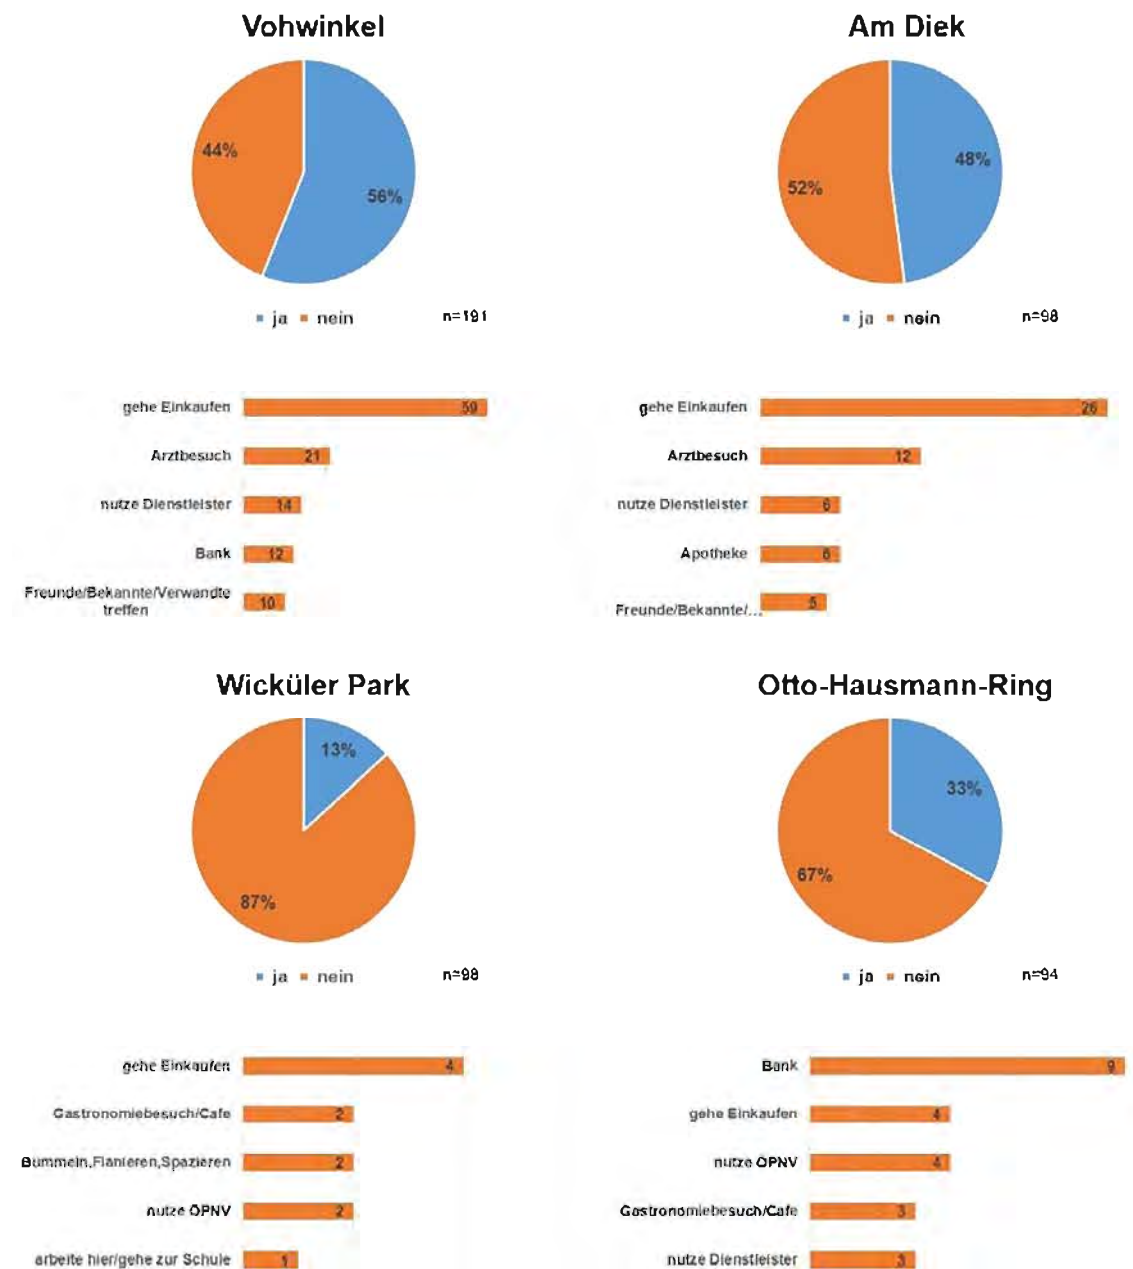 Vohwinkel
44%
56%
ja nein
n=191
gehe Einkaufen 59
Arztbesuch 21
nutze Dienstleister 14
Bank 12
Freunde/Bekannte/Verwandte
treffen
10
Am Diek
48%
52%
ja nein
n=98
gehe Einkaufen 26
Arztbesuch 12
nutze Dienstleister 6
Apotheke 6
Freunde/Bekannte/... 5
Wicküler Park
13%
87%
ja nein
n=98
gehe Einkaufen 4
Gastronomiebesuch/Cafe 2
Bummeln,Flanieren,Spazieren 2
nutze ÖPNV 2
arbeite hier/gehe zur Schule 1
Otto-Hausmann-Ring
33%
67%
ja nein
n=94
Bank 9
gehe Einkaufen 4
nutze ÖPNV 4
Gastronomiebesuch/Cafe 3
nutze Dienstleister 3